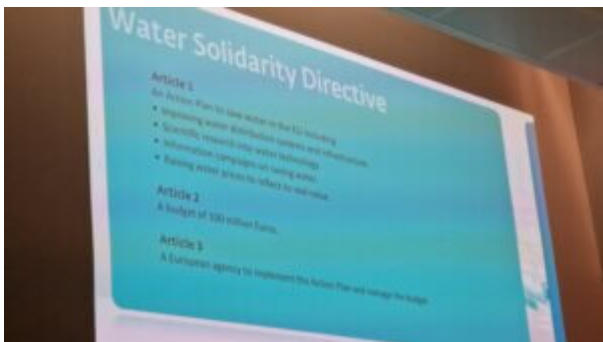 Water Solidarity Directive
Article 1
An Action Plan to save water in the EU including
• Improving water distribution systems and infrastructure
• Scientific research into water technology
• Information campaigns on saving water
• Raising water prices to reflect its real value.
Article 2
A budget of 100 million Euros.
Article 3
A European agency to implement the Action Plan and manage the budget